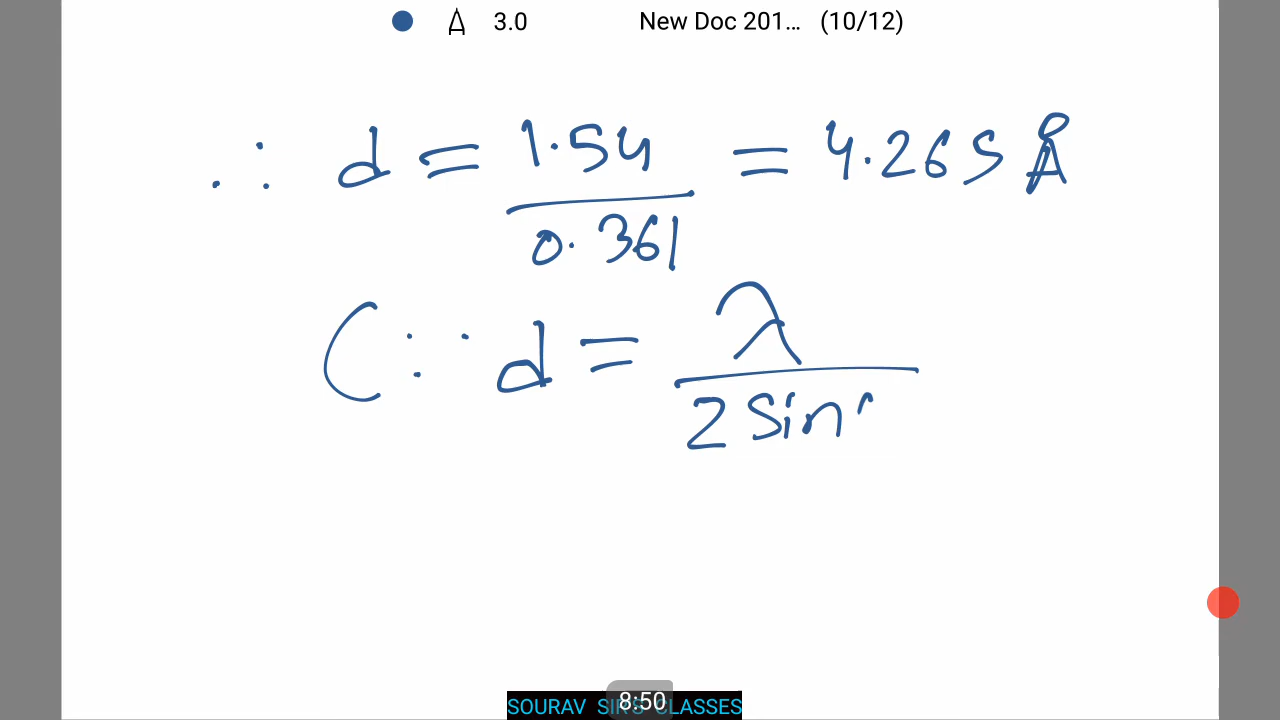 A 3.0 New Doc 201... (10/12)
∴ d = 1.54 / 0.361 = 4.265 Å
(∵ d = λ / 2 Sin
8:50
SOURAV SIR'S CLASSES